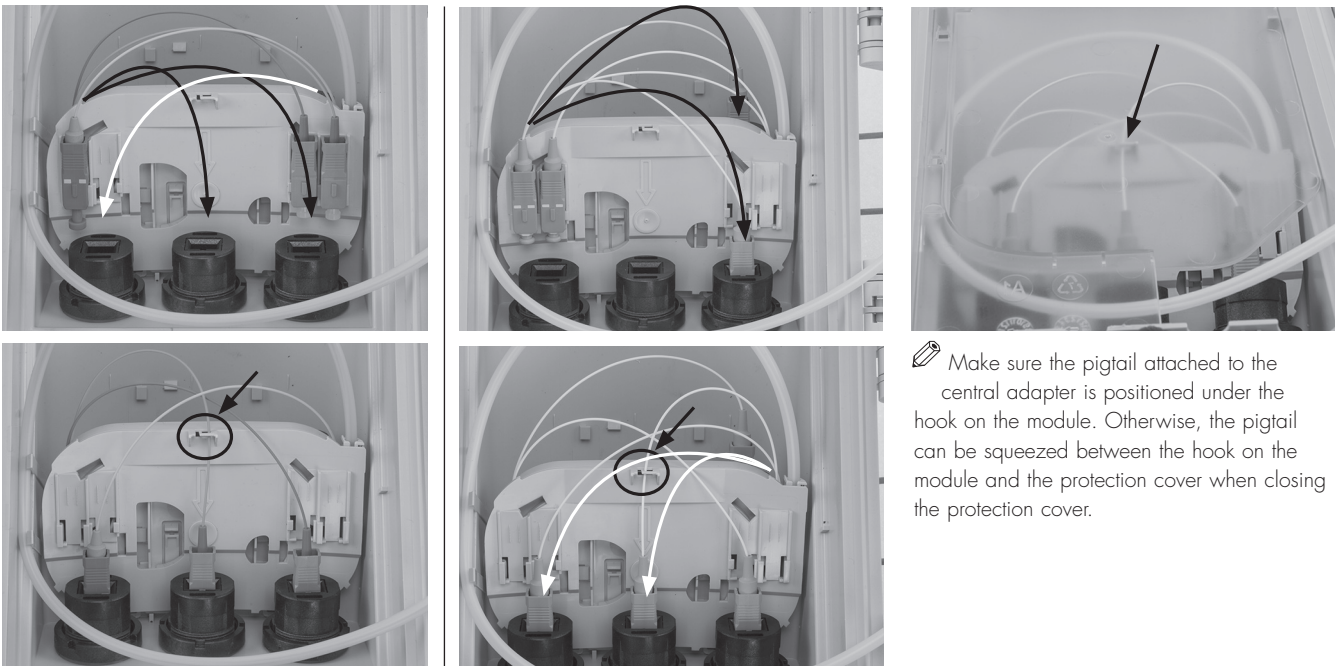 Make sure the pigtail attached to the
central adapter is positioned under the
hook on the module. Otherwise, the pigtail
can be squeezed between the hook on the
module and the protection cover when closing
the protection cover.